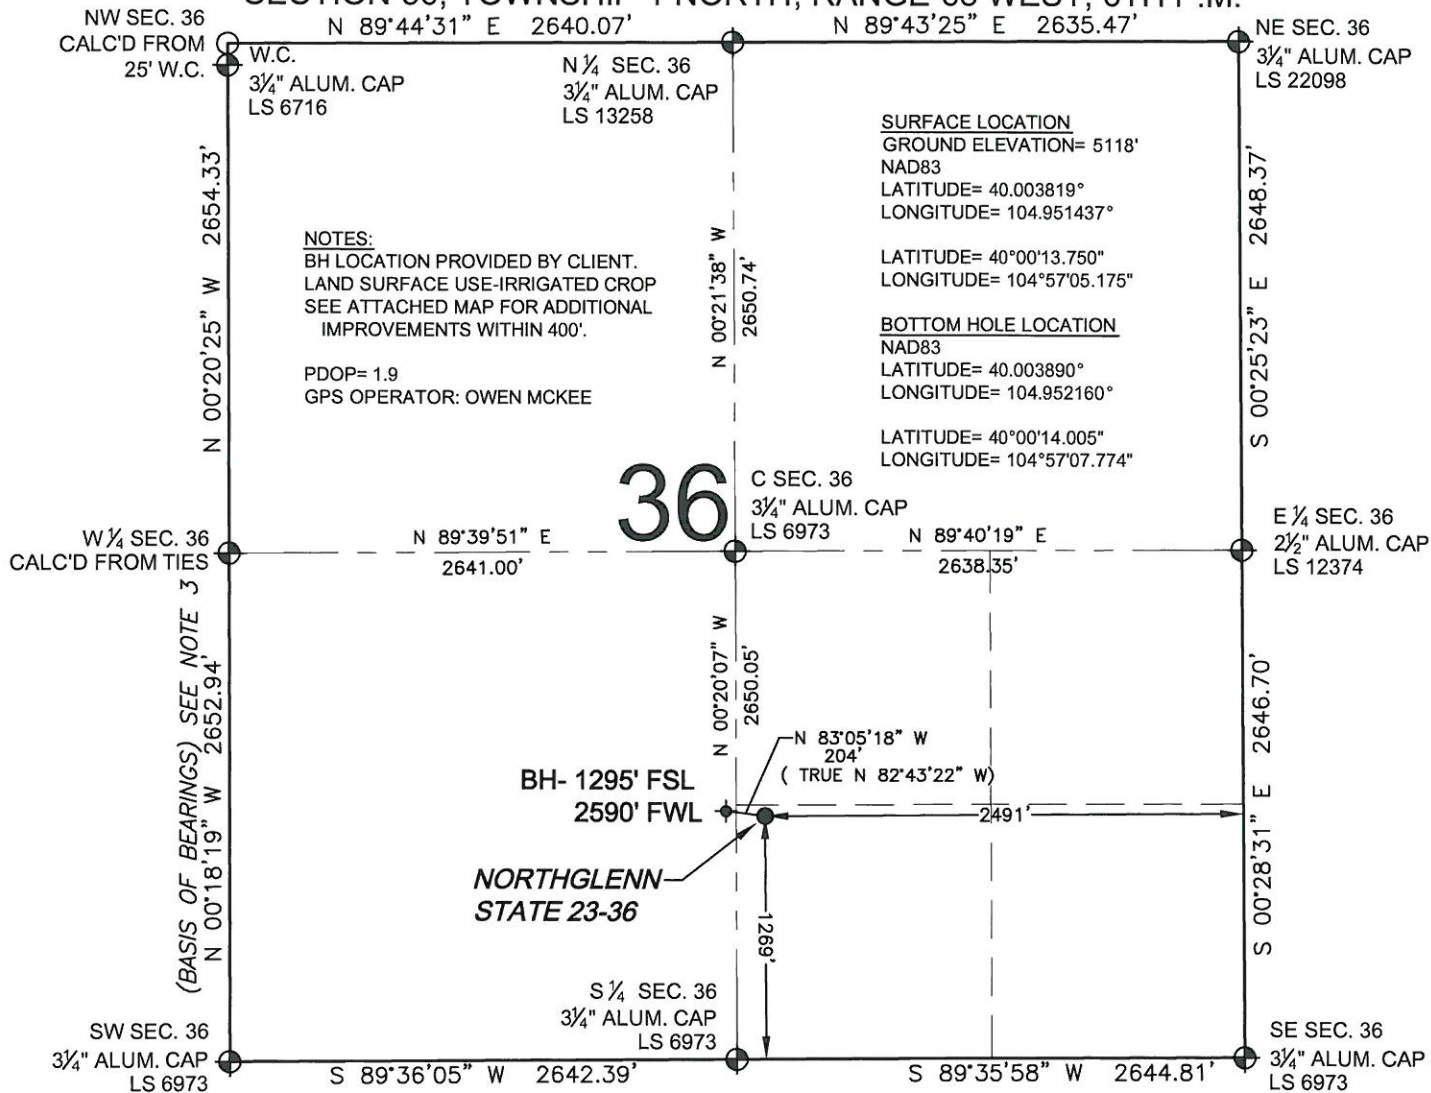 NW SEC. 36
CALC'D FROM
25' W.C.
W.C.
3¼" ALUM. CAP
LS 6716
N 89°44'31" E 2640.07'
N ¼ SEC. 36
3¼" ALUM. CAP
LS 13258
N 89°43'25" E 2635.47'
NE SEC. 36
3¼" ALUM. CAP
LS 22098
SURFACE LOCATION
GROUND ELEVATION= 5118'
NAD83
LATITUDE= 40.003819°
LONGITUDE= 104.951437°
LATITUDE= 40°00'13.750"
LONGITUDE= 104°57'05.175"
BOTTOM HOLE LOCATION
NAD83
LATITUDE= 40.003890°
LONGITUDE= 104.952160°
LATITUDE= 40°00'14.005"
LONGITUDE= 104°57'07.774"
NOTES:
BH LOCATION PROVIDED BY CLIENT.
LAND SURFACE USE-IRRIGATED CROP
SEE ATTACHED MAP FOR ADDITIONAL
IMPROVEMENTS WITHIN 400'.
PDOP= 1.9
GPS OPERATOR: OWEN MCKEE
N 00°20'25" W 2654.33'
N 00°21'38" W
2650.74'
S 00°25'23" E 2648.37'
36
C SEC. 36
3¼" ALUM. CAP
LS 6973
W ¼ SEC. 36
CALC'D FROM TIES
N 89°39'51" E
2641.00'
N 89°40'19" E
2638.35'
E ¼ SEC. 36
2½" ALUM. CAP
LS 12374
(BASIS OF BEARINGS) SEE NOTE 3
N 00°18'19" W 2652.94'
N 00°20'07" W
2650.05'
S 00°28'31" E 2646.70'
N 83°05'18" W
204'
( TRUE N 82°43'22" W)
BH- 1295' FSL
2590' FWL
2491'
NORTHGLENN
STATE 23-36
1269'
SW SEC. 36
3¼" ALUM. CAP
LS 6973
S 89°36'05" W 2642.39'
S ¼ SEC. 36
3¼" ALUM. CAP
LS 6973
S 89°35'58" W 2644.81'
SE SEC. 36
3¼" ALUM. CAP
LS 6973